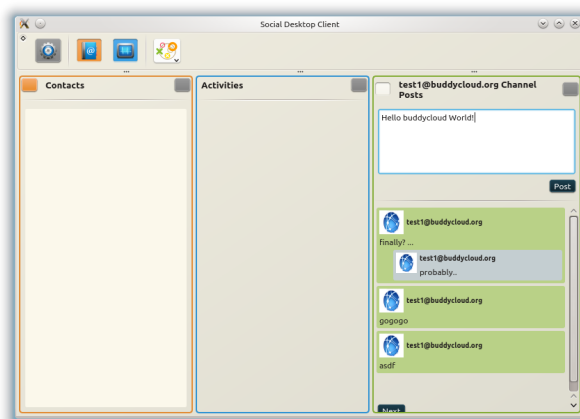 Social Desktop Client
Contacts
Activities
test1@buddycloud.org Channel
Posts
Hello buddycloud World!
Post
test1@buddycloud.org
finally? ...
test1@buddycloud.org
probably..
test1@buddycloud.org
gogogo
test1@buddycloud.org
asdf
Next